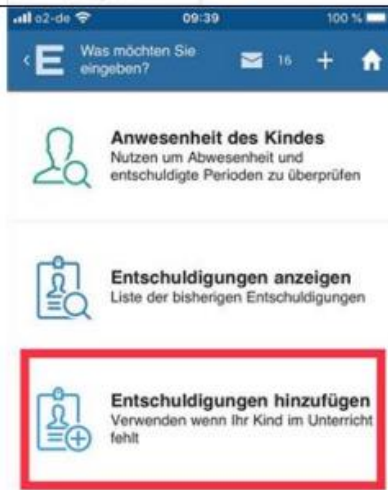 o2-de 09:39 100 %
E Was möchten Sie
eingeben? 16 +
Anwesenheit des Kindes
Nutzen um Abwesenheit und
entschuldigte Perioden zu überprüfen
Entschuldigungen anzeigen
Liste der bisherigen Entschuldigungen
Entschuldigungen hinzufügen
Verwenden wenn Ihr Kind im Unterricht
fehlt